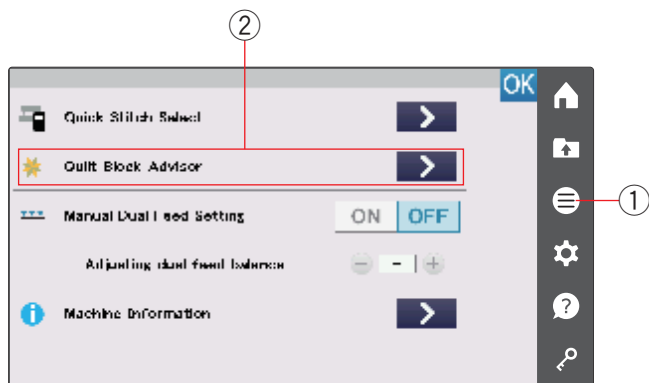 ②
OK
Quick Stitch Select
Quilt Block Advisor
①
Manual Dual Feed Setting
ON OFF
Adjusting dual feed balance
− - +
Machine Information
?